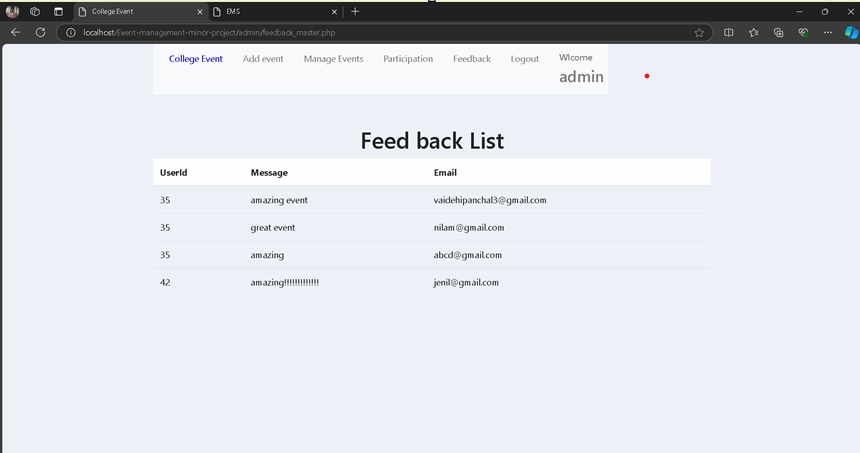 College Event
EMS
localhost/Event-management-minor-project/admin/feedback_master.php
College Event Add event Manage Events Participation Feedback Logout Wlcome
admin
Feed back List
UserId Message Email
35 amazing event vaidehipanchal3@gmail.com
35 great event nilam@gmail.com
35 amazing abcd@gmail.com
42 amazing!!!!!!!!!!!!! jenil@gmail.com